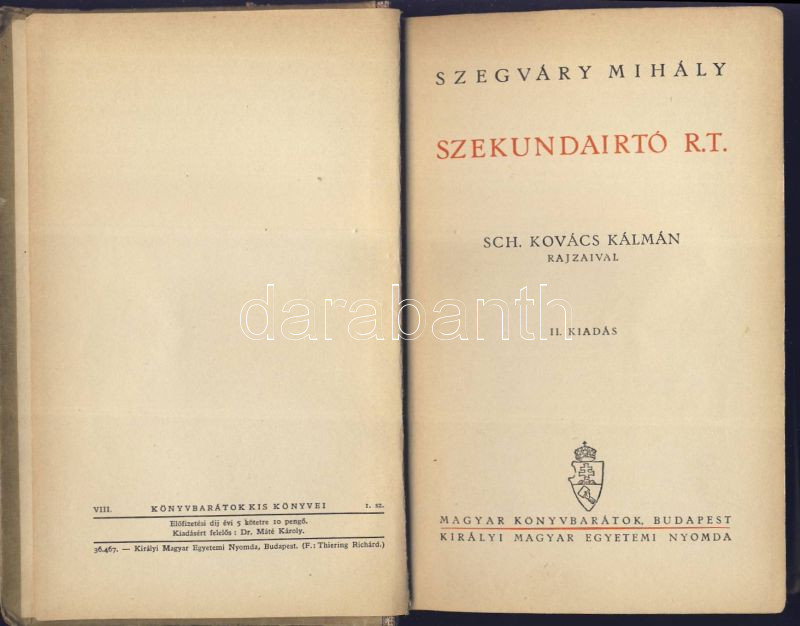 VIII. KÖNYVBARÁTOK KIS KÖNYVEI 1. sz.
Előfizetési díj évi 5 kötetre 10 pengő.
Kiadásért felelős : Dr. Máté Károly.
36.467. — Királyi Magyar Egyetemi Nyomda, Budapest. (F. : Thiering Richárd.)
SZEGVÁRY MIHÁLY
SZEKUNDAIRTÓ R.T.
SCH. KOVÁCS KÁLMÁN
RAJZAIVAL
II. KIADÁS
MAGYAR KÖNYVBARÁTOK, BUDAPEST
KIRÁLYI MAGYAR EGYETEMI NYOMDA
darabanth